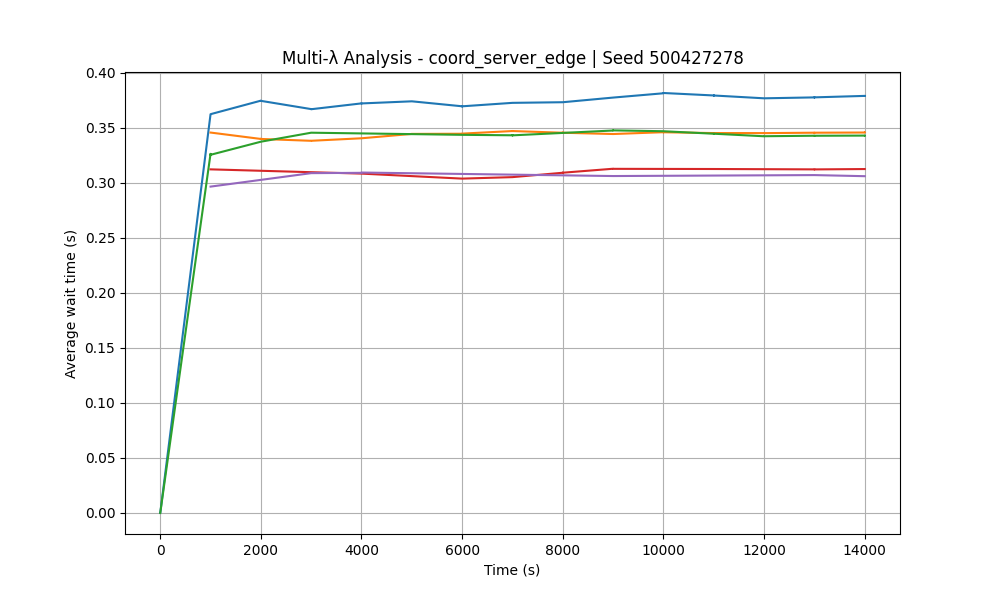 Multi-λ Analysis - coord_server_edge | Seed 500427278
0.40
0.35
0.30
0.25
0.20
0.15
0.10
0.05
0.00
Average wait time (s)
0 2000 4000 6000 8000 10000 12000 14000
Time (s)